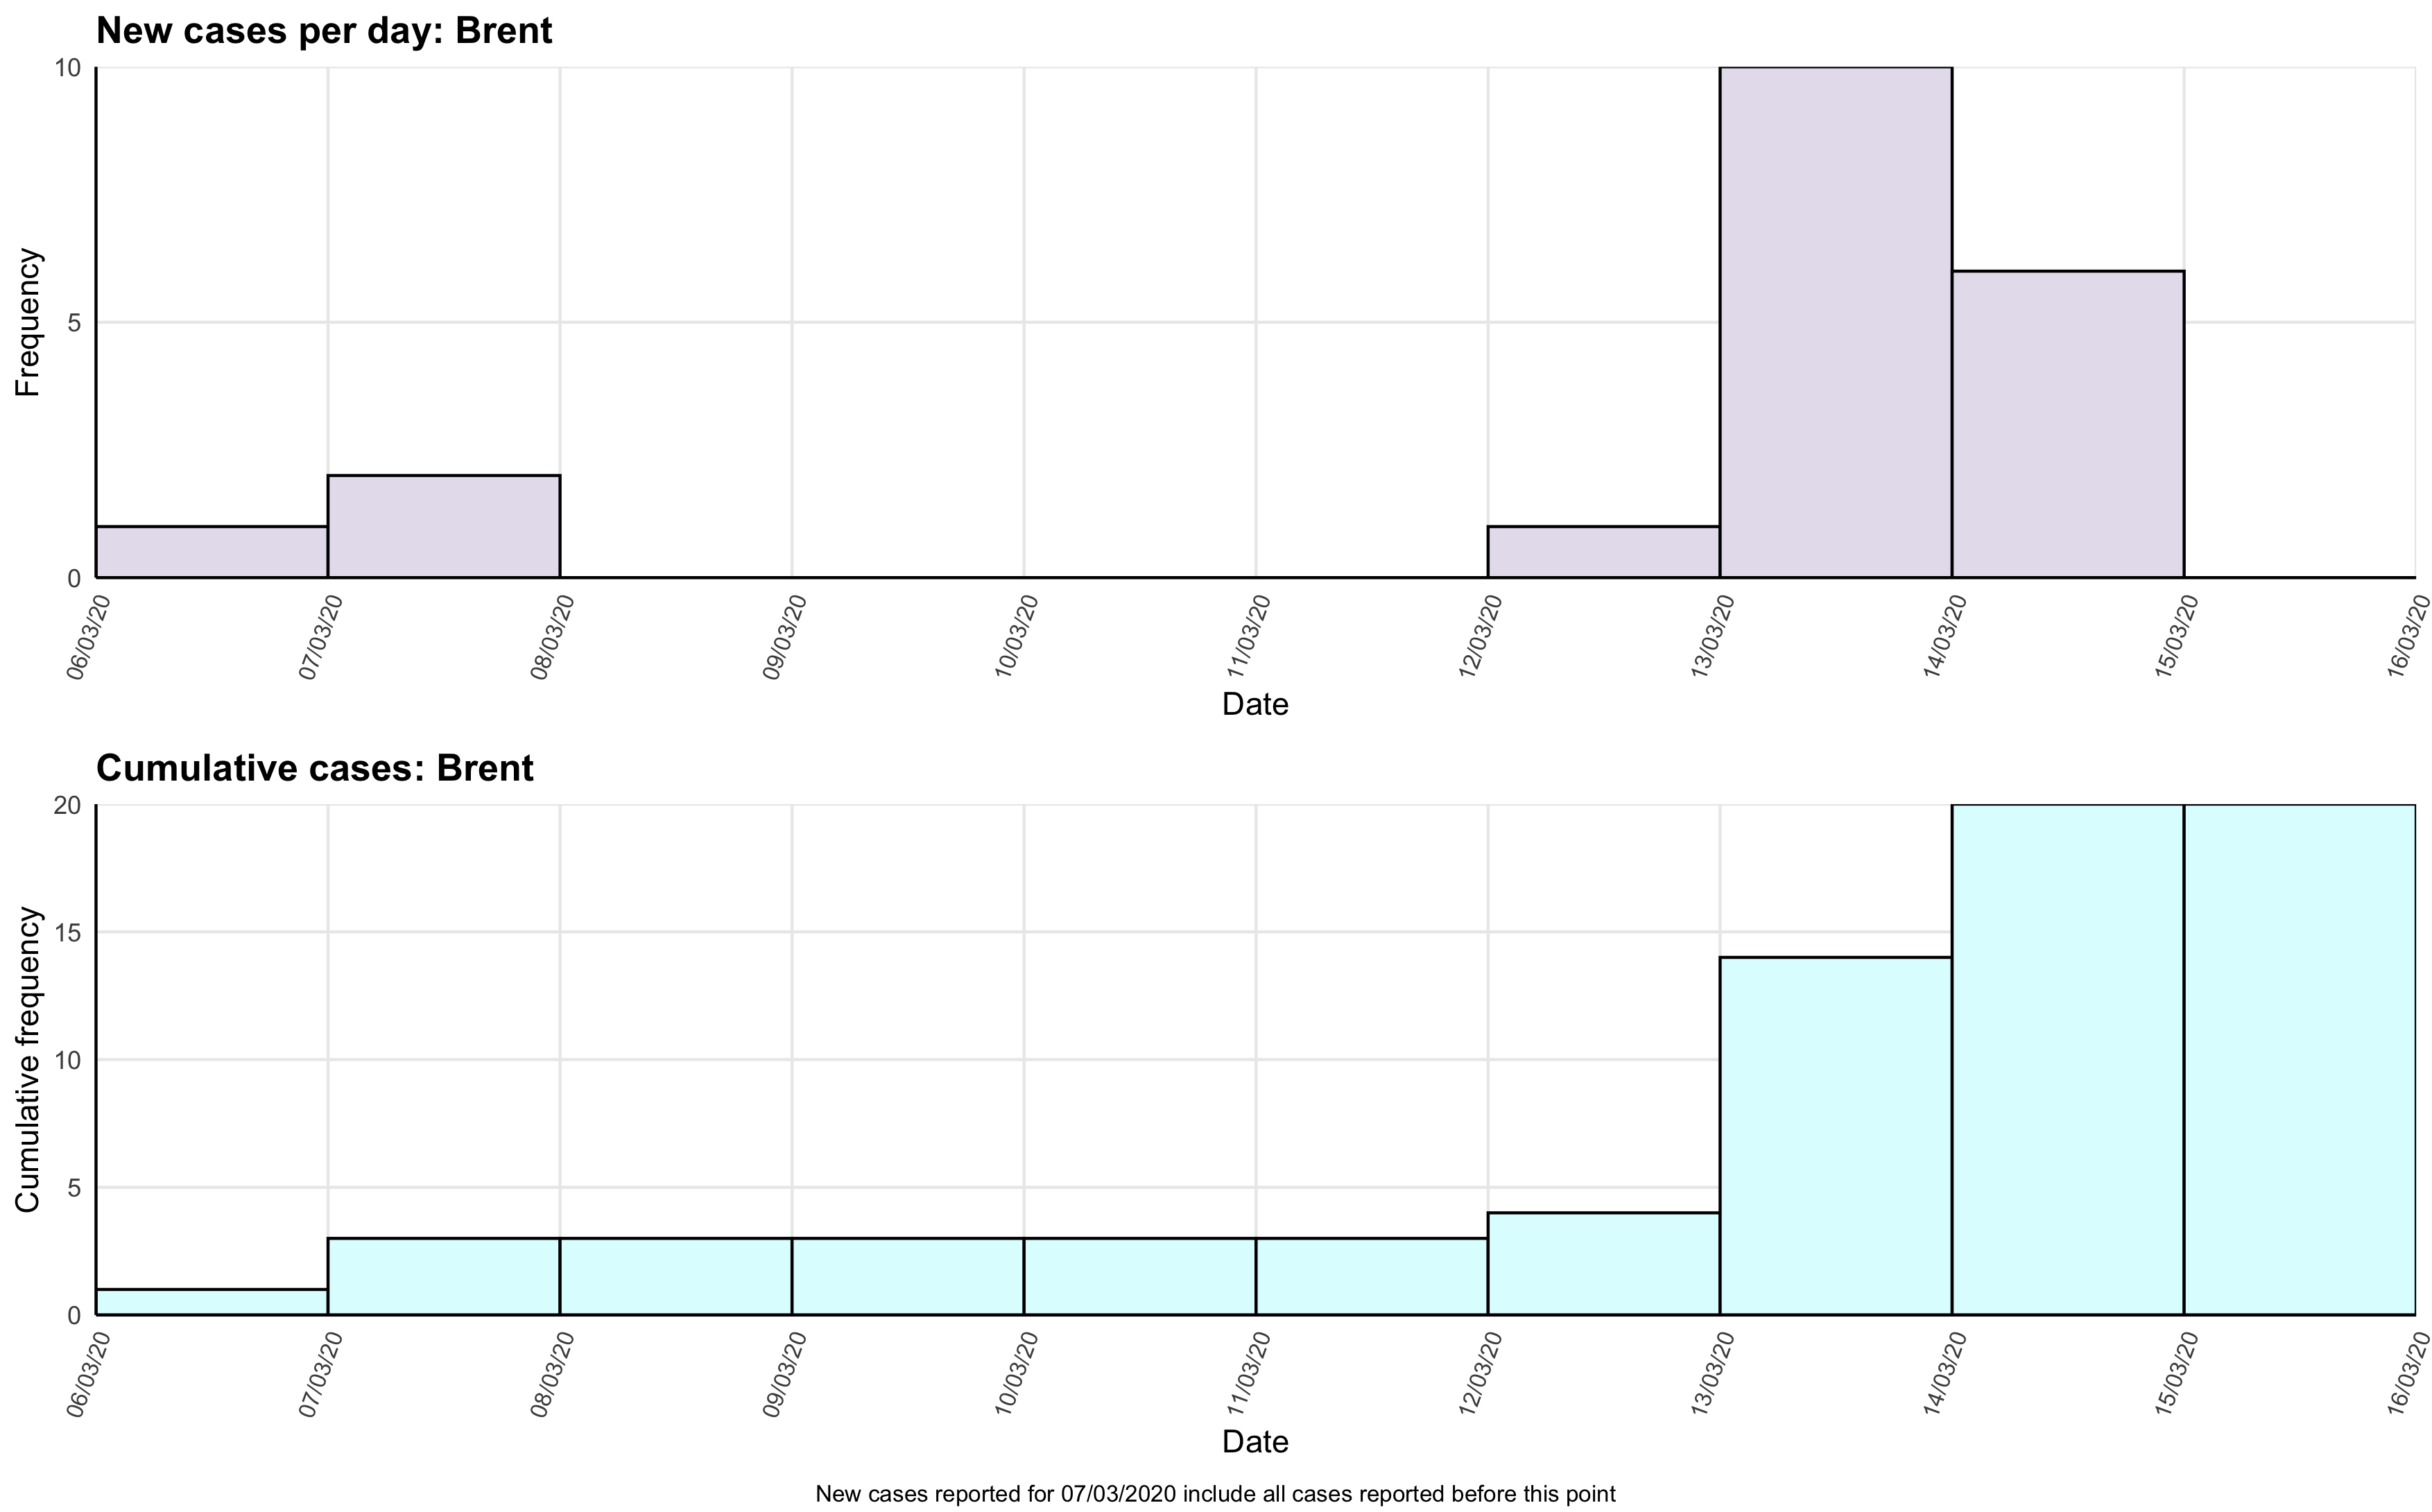 New cases per day: Brent
10
5
0
Frequency
06/03/20 07/03/20 08/03/20 09/03/20 10/03/20 11/03/20 12/03/20 13/03/20 14/03/20 15/03/20 16/03/20
Date
Cumulative cases: Brent
20
15
10
5
0
Cumulative frequency
06/03/20 07/03/20 08/03/20 09/03/20 10/03/20 11/03/20 12/03/20 13/03/20 14/03/20 15/03/20 16/03/20
Date
New cases reported for 07/03/2020 include all cases reported before this point